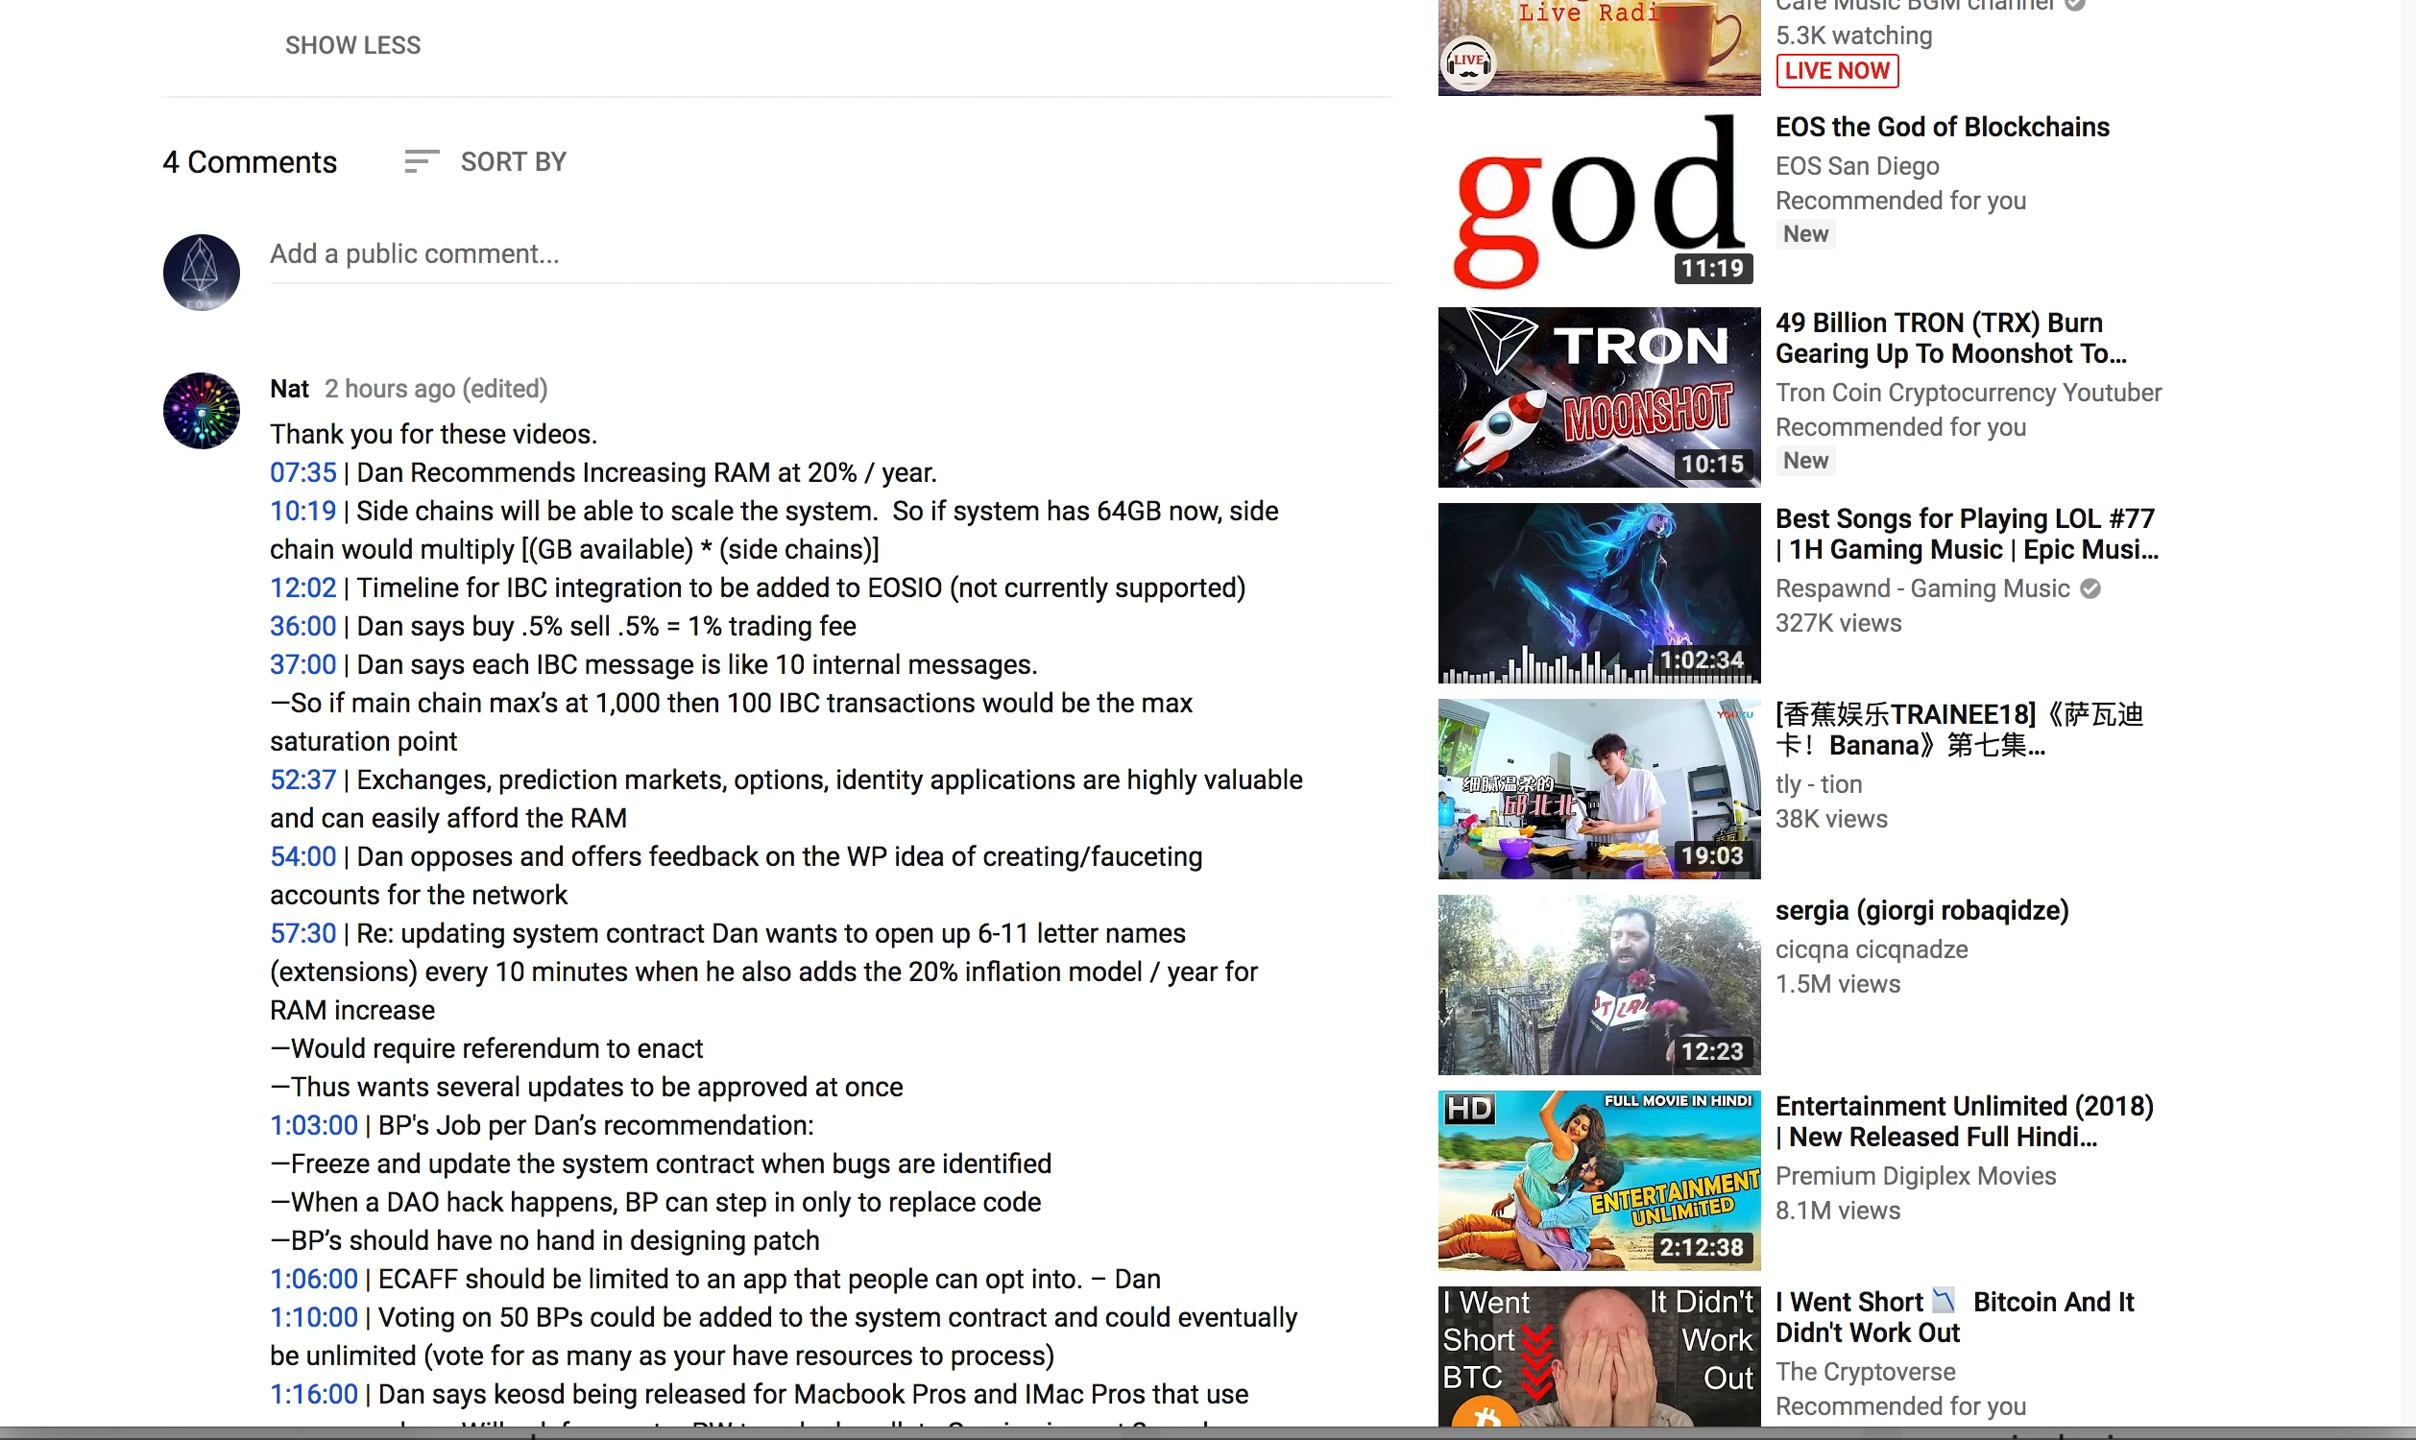 SHOW LESS
4 Comments
SORT BY
Add a public comment...
EOS
Nat 2 hours ago (edited)
Thank you for these videos.
07:35 | Dan Recommends Increasing RAM at 20% / year.
10:19 | Side chains will be able to scale the system.  So if system has 64GB now, side
chain would multiply [(GB available) * (side chains)]
12:02 | Timeline for IBC integration to be added to EOSIO (not currently supported)
36:00 | Dan says buy .5% sell .5% = 1% trading fee
37:00 | Dan says each IBC message is like 10 internal messages.
—So if main chain max’s at 1,000 then 100 IBC transactions would be the max
saturation point
52:37 | Exchanges, prediction markets, options, identity applications are highly valuable
and can easily afford the RAM
54:00 | Dan opposes and offers feedback on the WP idea of creating/fauceting
accounts for the network
57:30 | Re: updating system contract Dan wants to open up 6-11 letter names
(extensions) every 10 minutes when he also adds the 20% inflation model / year for
RAM increase
—Would require referendum to enact
—Thus wants several updates to be approved at once
1:03:00 | BP's Job per Dan’s recommendation:
—Freeze and update the system contract when bugs are identified
—When a DAO hack happens, BP can step in only to replace code
—BP’s should have no hand in designing patch
1:06:00 | ECAFF should be limited to an app that people can opt into. – Dan
1:10:00 | Voting on 50 BPs could be added to the system contract and could eventually
be unlimited (vote for as many as your have resources to process)
1:16:00 | Dan says keosd being released for Macbook Pros and IMac Pros that use
Live Radio
LIVE
Cafe Music BGM channel
5.3K watching
LIVE NOW
god
11:19
EOS the God of Blockchains
EOS San Diego
Recommended for you
New
TRON
MOONSHOT
10:15
49 Billion TRON (TRX) Burn
Gearing Up To Moonshot To...
Tron Coin Cryptocurrency Youtuber
Recommended for you
New
1:02:34
Best Songs for Playing LOL #77
| 1H Gaming Music | Epic Musi...
Respawnd - Gaming Music
327K views
YOUKU
细腻温柔的
邱北北
19:03
[香蕉娱乐TRAINEE18]《萨瓦迪
卡！Banana》第七集...
tly - tion
38K views
12:23
sergia (giorgi robaqidze)
cicqna cicqnadze
1.5M views
HD
FULL MOVIE IN HINDI
ENTERTAINMENT
UNLIMITED
2:12:38
Entertainment Unlimited (2018)
| New Released Full Hindi...
Premium Digiplex Movies
8.1M views
I Went
Short
BTC
It Didn't
Work
Out
I Went Short Bitcoin And It
Didn't Work Out
The Cryptoverse
Recommended for you